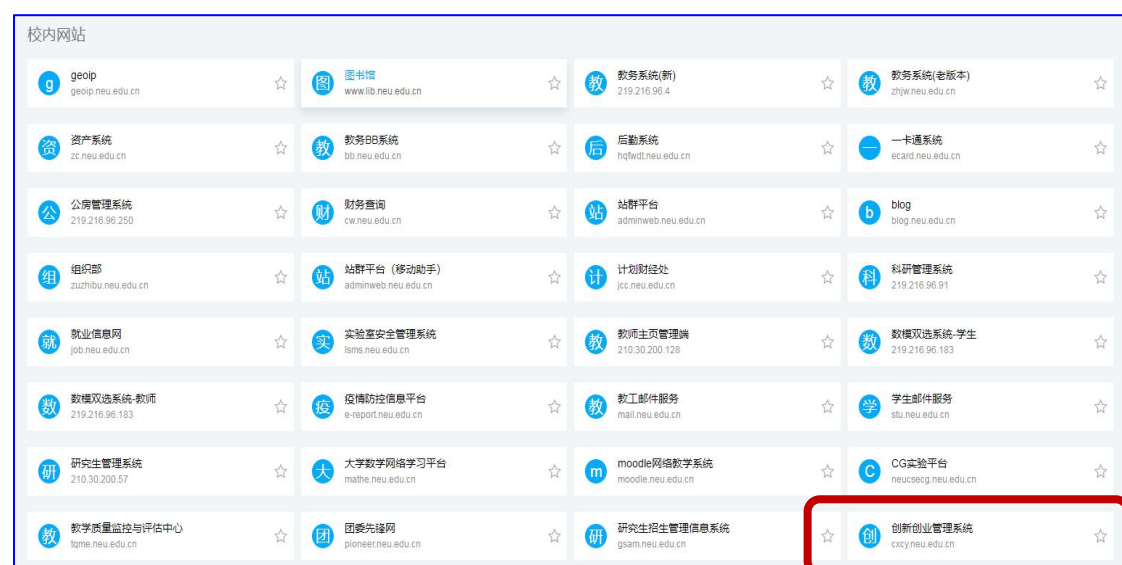 校内网站
g
geoip
geoip.neu.edu.cn
图
图书馆
www.lib.neu.edu.cn
教
教务系统(新)
219.216.96.4
教
教务系统(老版本)
zhjw.neu.edu.cn
资
资产系统
zc.neu.edu.cn
教
教务BB系统
bb.neu.edu.cn
后
后勤系统
hqfwdt.neu.edu.cn
一
一卡通系统
ecard.neu.edu.cn
公
公房管理系统
219.216.96.250
财
财务查询
cw.neu.edu.cn
站
站群平台
adminweb.neu.edu.cn
b
blog
blog.neu.edu.cn
组
组织部
zuzhibu.neu.edu.cn
站
站群平台（移动助手）
adminweb.neu.edu.cn
计
计划财经处
jcc.neu.edu.cn
科
科研管理系统
219.216.96.91
就
就业信息网
job.neu.edu.cn
实
实验室安全管理系统
lsms.neu.edu.cn
教
教师主页管理端
210.30.200.128
数
数模双选系统-学生
219.216.96.183
数
数模双选系统-教师
219.216.96.183
疫
疫情防控信息平台
e-report.neu.edu.cn
教
教工邮件服务
mail.neu.edu.cn
学
学生邮件服务
stu.neu.edu.cn
研
研究生管理系统
210.30.200.57
大
大学数学网络学习平台
mathe.neu.edu.cn
m
moodle网络教学系统
moodle.neu.edu.cn
C
CG实验平台
neucsecg.neu.edu.cn
教
教学质量监控与评估中心
tqme.neu.edu.cn
团
团委先锋网
pioneer.neu.edu.cn
研
研究生招生管理信息系统
gsam.neu.edu.cn
创
创新创业管理系统
cxcy.neu.edu.cn